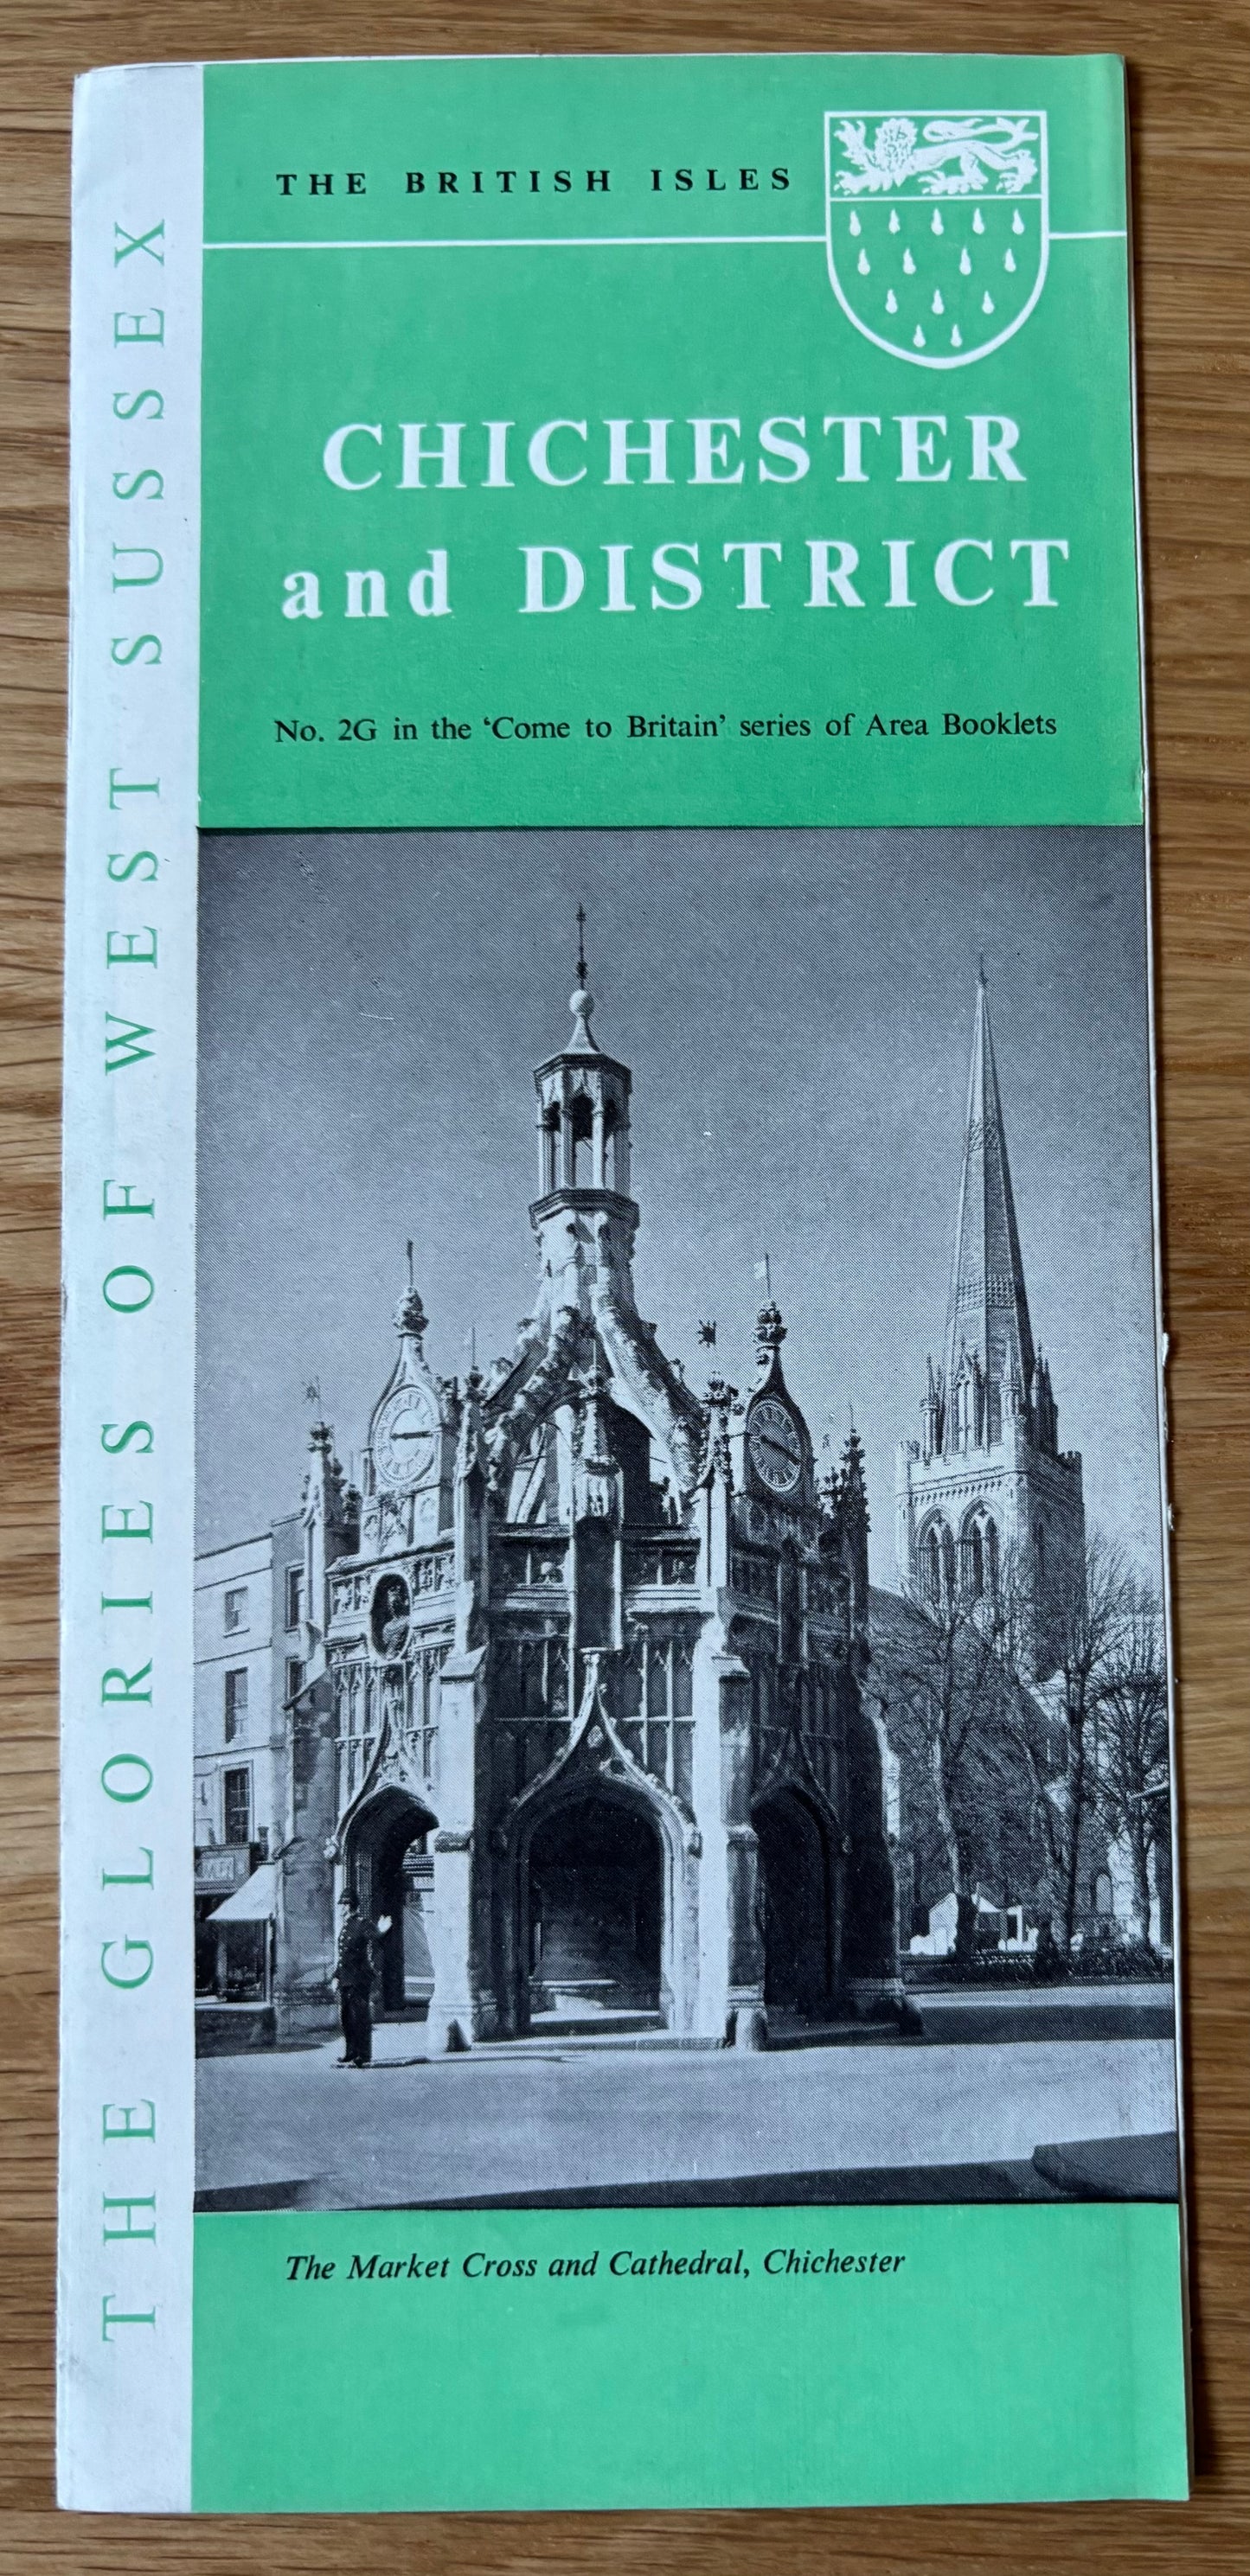 THE BRITISH ISLES
CHICHESTER
and DISTRICT
No. 2G in the ‘Come to Britain’ series of Area Booklets
THE GLORIES OF WEST SUSSEX
The Market Cross and Cathedral, Chichester